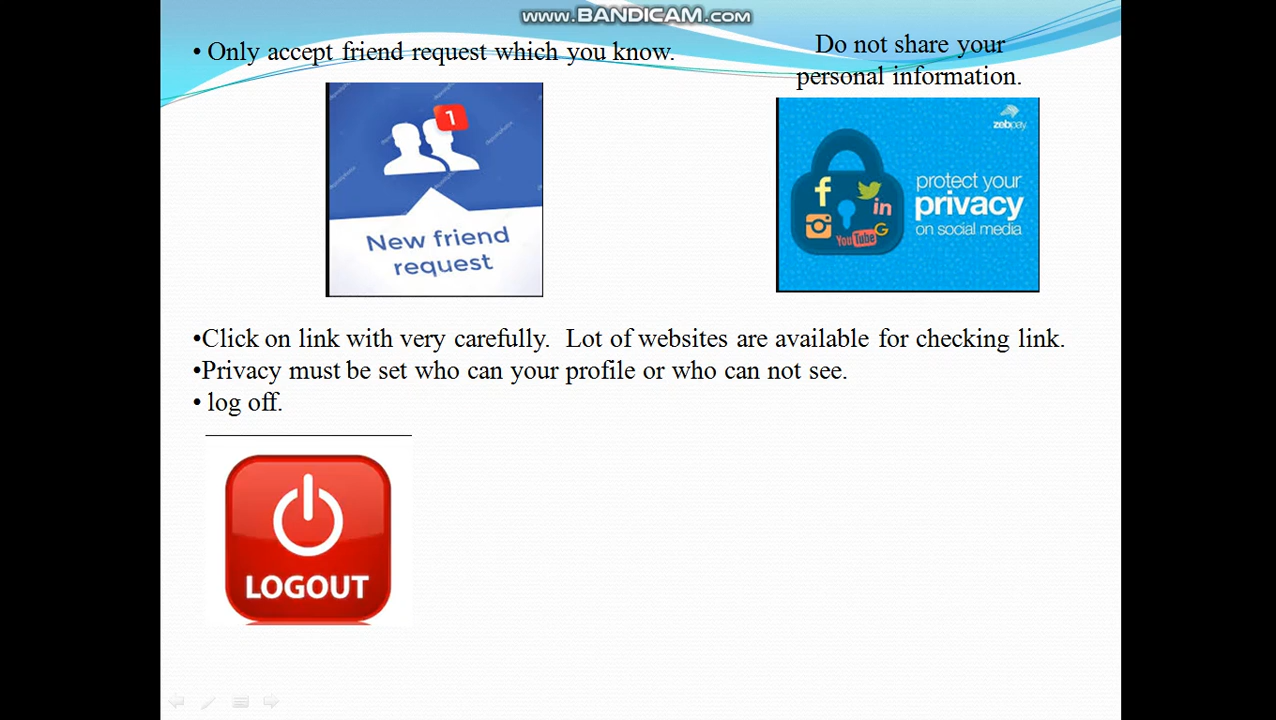 www.BANDICAM.com
• Only accept friend request which you know.
Do not share your
personal information.
1
New friend
request
zebpay
f
in
You Tube
G
protect your
privacy
on social media
•Click on link with very carefully.  Lot of websites are available for checking link.
•Privacy must be set who can your profile or who can not see.
• log off.
LOGOUT